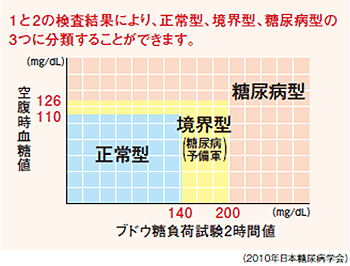 1と2の検査結果により、正常型、境界型、糖尿病型の
3つに分類することができます。
(mg/dL)
空腹時血糖値
126
110
糖尿病型
境界型
(糖尿病予備軍)
正常型
140
200
(mg/dL)
ブドウ糖負荷試験2時間値
(2010年日本糖尿病学会)